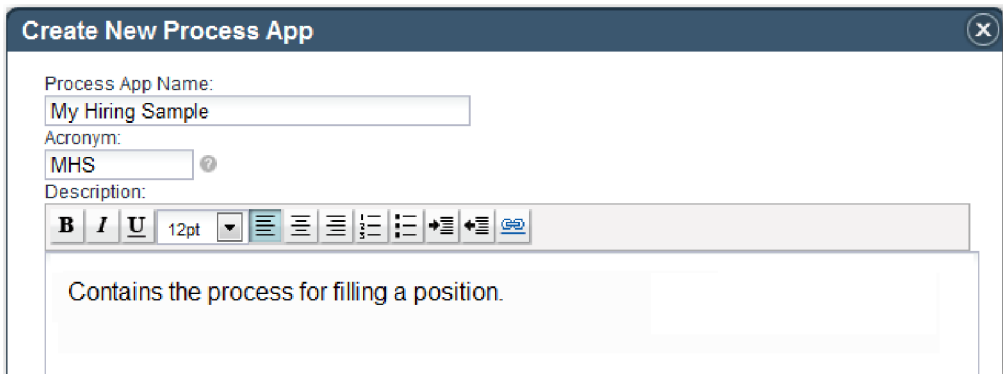 Create New Process App
Process App Name:
My Hiring Sample
Acronym:
MHS
Description:
B I U 12pt
Contains the process for filling a position.